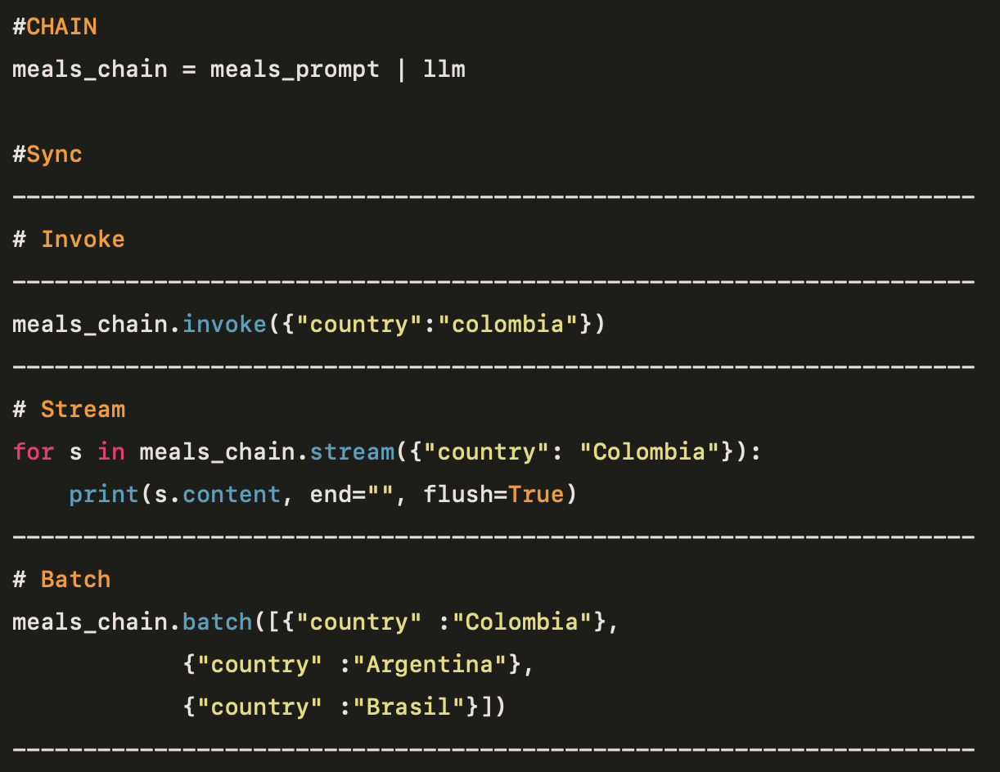 #CHAIN
meals_chain = meals_prompt | llm
#Sync
--------------------------------------------------------------------
# Invoke
--------------------------------------------------------------------
meals_chain.invoke({"country":"colombia"})
--------------------------------------------------------------------
# Stream
for s in meals_chain.stream({"country": "Colombia"}):
    print(s.content, end="", flush=True)
--------------------------------------------------------------------
# Batch
meals_chain.batch([{"country" :"Colombia"},
            {"country" :"Argentina"},
            {"country" :"Brasil"}])
--------------------------------------------------------------------